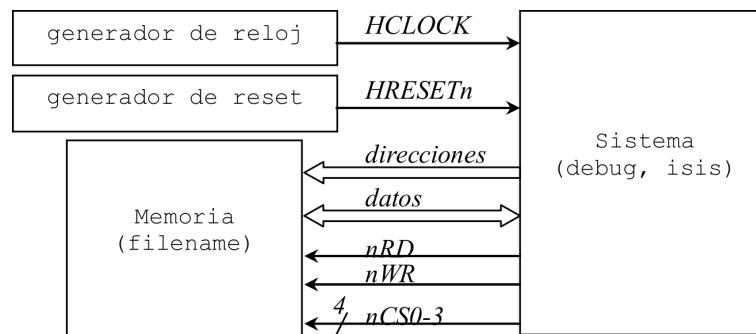 generador de reloj
HCLOCK
generador de reset
HRESETn
Sistema
(debug, isis)
direcciones
datos
Memoria
(filename)
nRD
nWR
4
nCS0-3